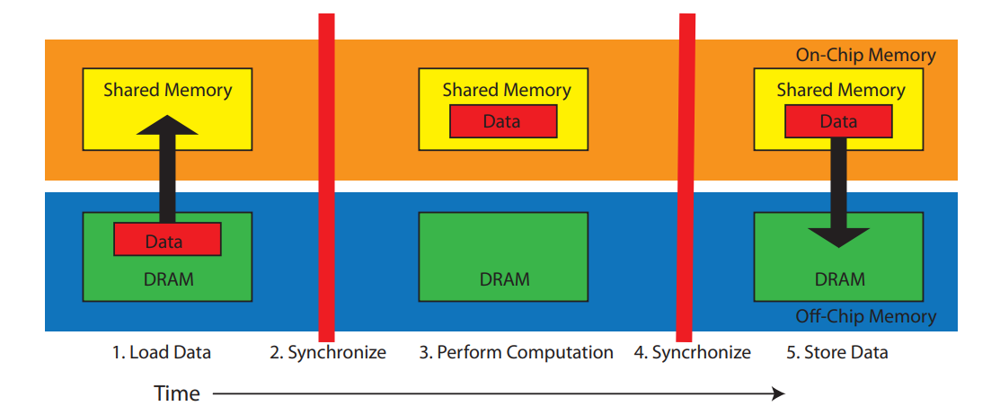 On-Chip Memory
Shared Memory
Shared Memory
Data
Shared Memory
Data
Data
DRAM
DRAM
DRAM
Off-Chip Memory
1. Load Data
2. Synchronize
3. Perform Computation
4. Syncrhonize
5. Store Data
Time